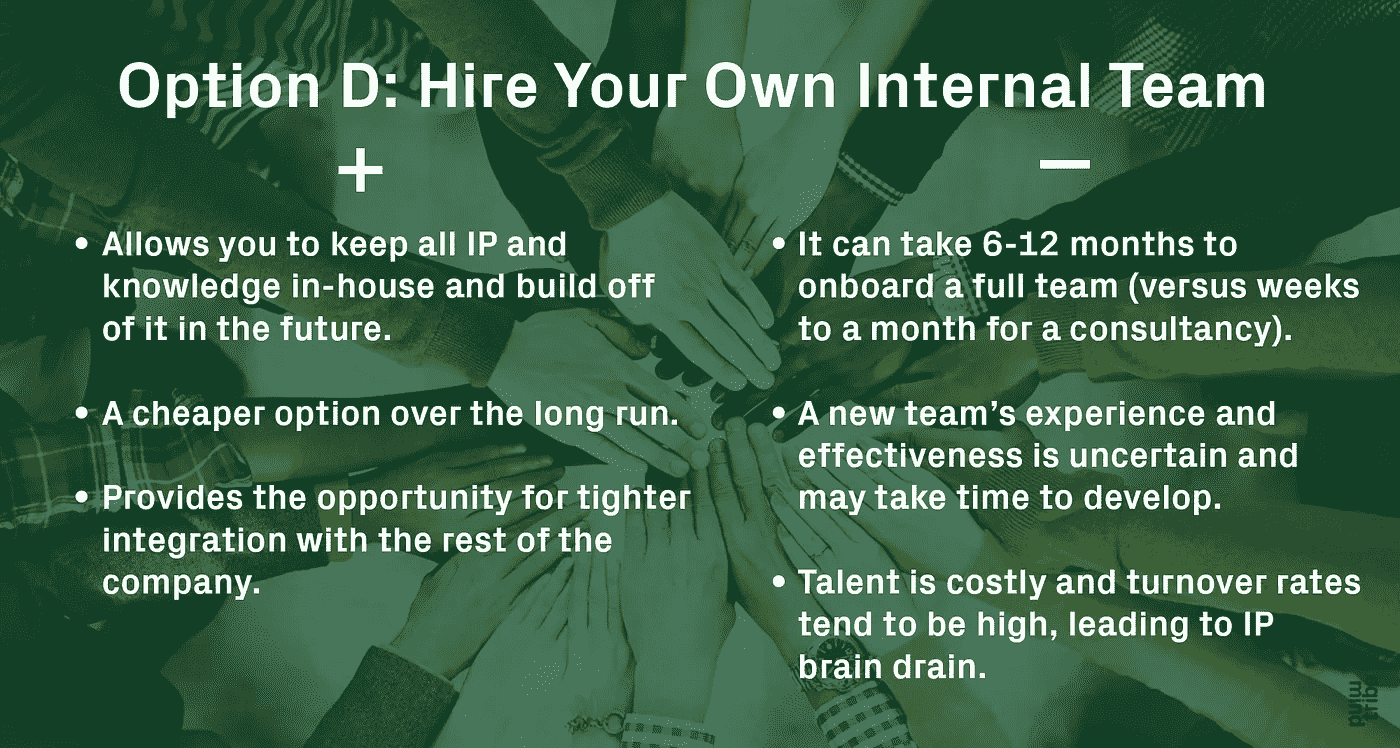 Option D: Hire Your Own Internal Team
+
• Allows you to keep all IP and
knowledge in-house and build off
of it in the future.
• A cheaper option over the long run.
• Provides the opportunity for tighter
integration with the rest of the
company.
–
• It can take 6-12 months to
onboard a full team (versus weeks
to a month for a consultancy).
• A new team’s experience and
effectiveness is uncertain and
may take time to develop.
• Talent is costly and turnover rates
tend to be high, leading to IP
brain drain.